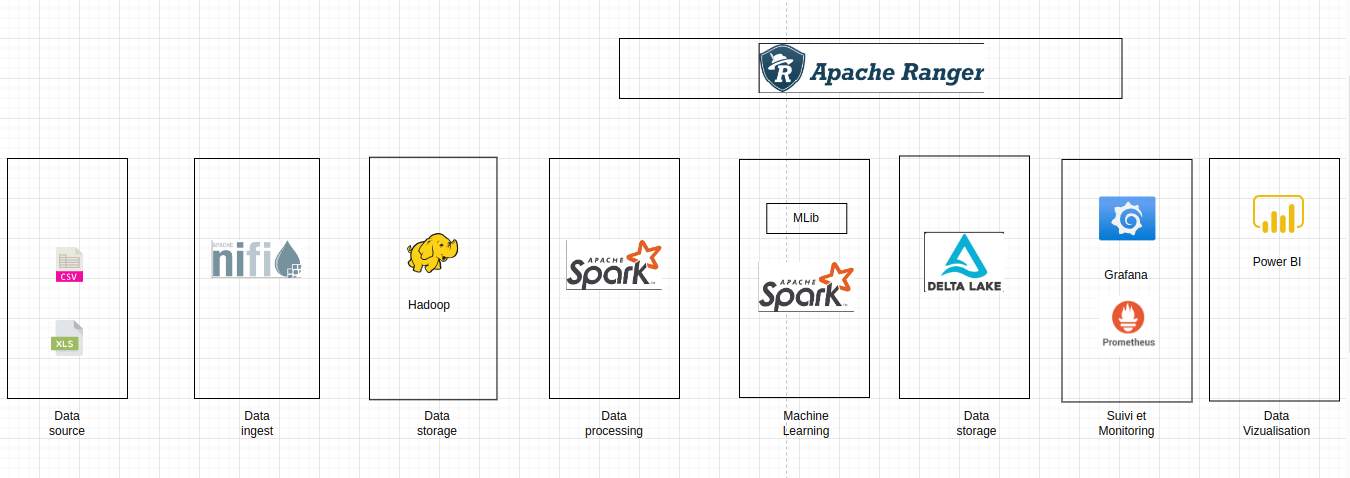 Apache Ranger
CSV
XLS
Data
source
APACHE
nifi
Data
ingest
Hadoop
Data
storage
APACHE
Spark
Data
processing
MLib
APACHE
Spark
Machine
Learning
DELTA LAKE
Data
storage
Grafana
Prometheus
Suivi et
Monitoring
Power BI
Data
Vizualisation